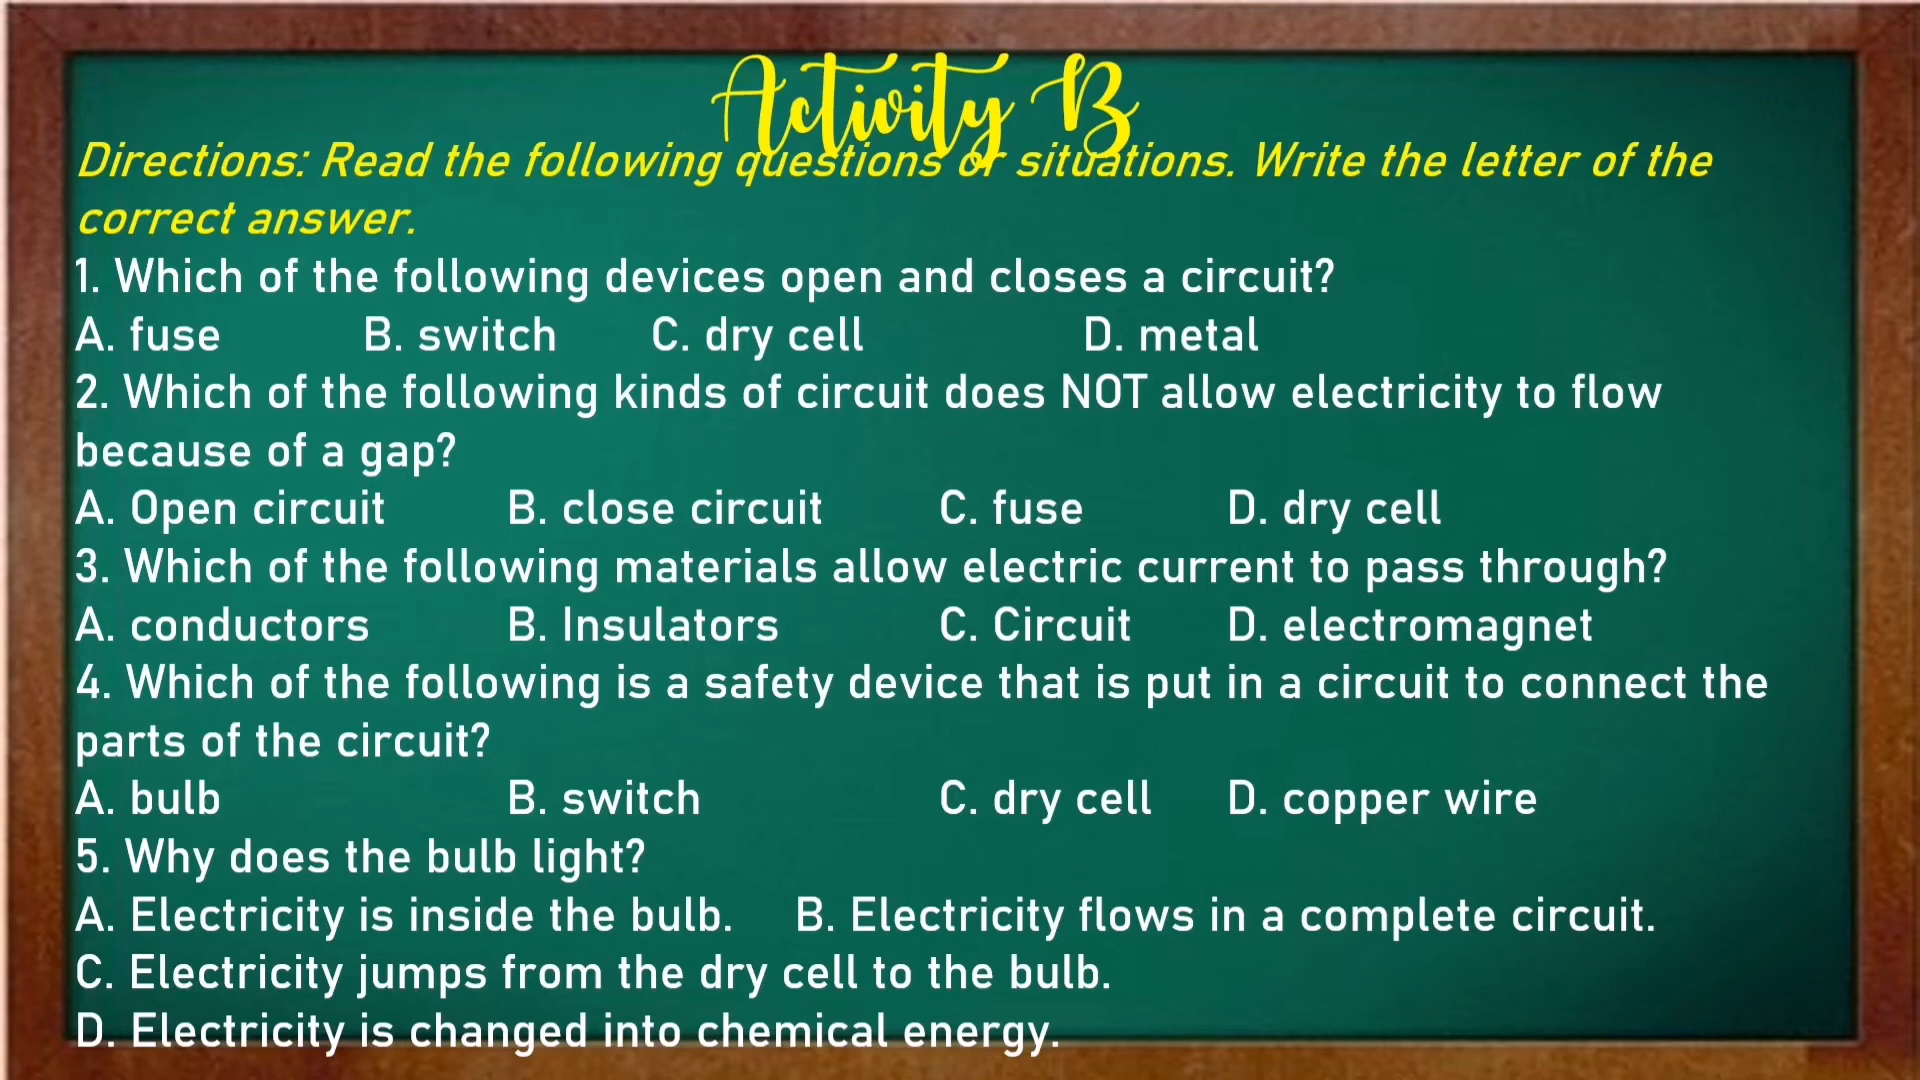 Activity B
Directions: Read the following questions or situations. Write the letter of the
correct answer.
1. Which of the following devices open and closes a circuit?
A. fuse B. switch C. dry cell D. metal
2. Which of the following kinds of circuit does NOT allow electricity to flow
because of a gap?
A. Open circuit B. close circuit C. fuse D. dry cell
3. Which of the following materials allow electric current to pass through?
A. conductors B. Insulators C. Circuit D. electromagnet
4. Which of the following is a safety device that is put in a circuit to connect the
parts of the circuit?
A. bulb B. switch C. dry cell D. copper wire
5. Why does the bulb light?
A. Electricity is inside the bulb. B. Electricity flows in a complete circuit.
C. Electricity jumps from the dry cell to the bulb.
D. Electricity is changed into chemical energy.